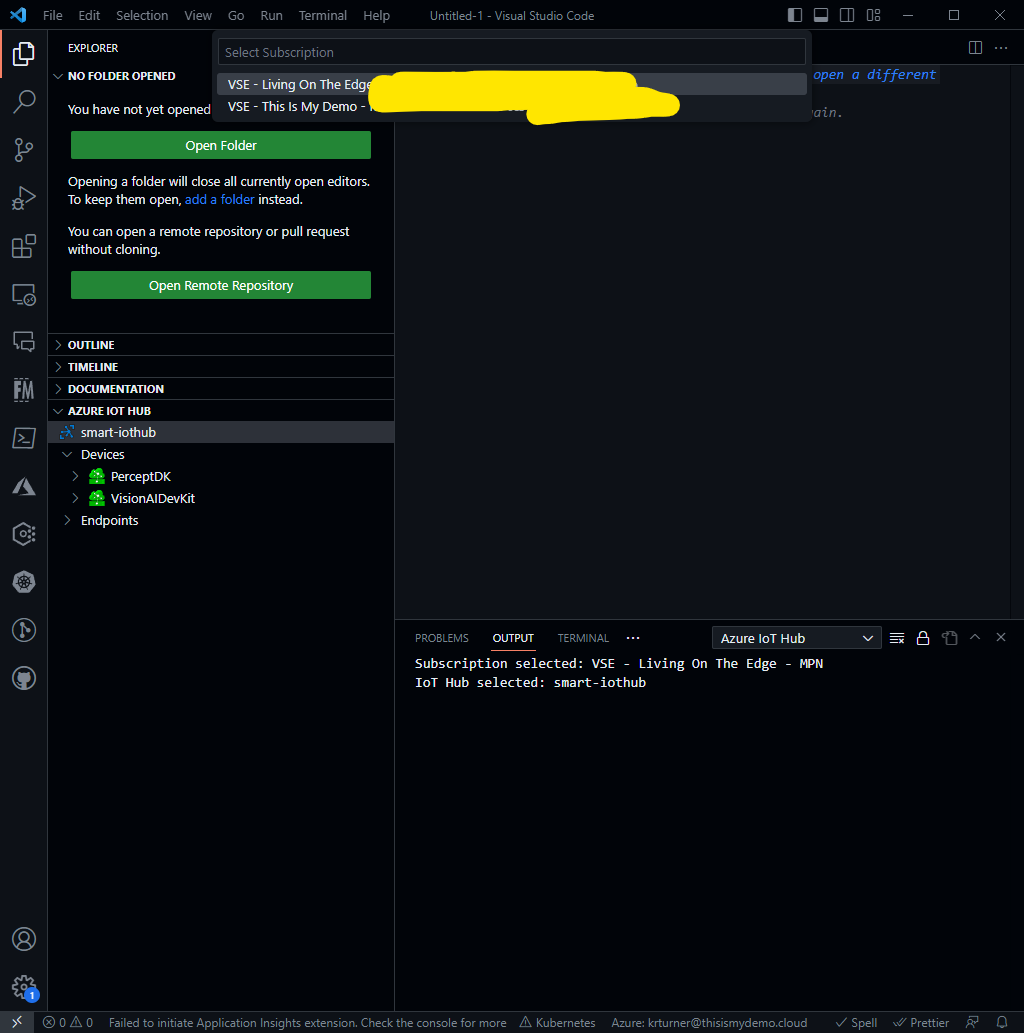 File Edit Selection View Go Run Terminal Help Untitled-1 - Visual Studio Code
Select Subscription
VSE - Living On The Edge
VSE - This Is My Demo -
open a different
ain.
EXPLORER
NO FOLDER OPENED
You have not yet opened
Open Folder
Opening a folder will close all currently open editors.
To keep them open, add a folder instead.
You can open a remote repository or pull request
without cloning.
Open Remote Repository
OUTLINE
TIMELINE
DOCUMENTATION
AZURE IOT HUB
smart-iothub
Devices
PerceptDK
VisionAIDevKit
Endpoints
FM
PROBLEMS OUTPUT TERMINAL ··· Azure IoT Hub
Subscription selected: VSE - Living On The Edge - MPN
IoT Hub selected: smart-iothub
1
0 0 Failed to initiate Application Insights extension. Check the console for more Kubernetes Azure: krturner@thisismydemo.cloud Spell Prettier